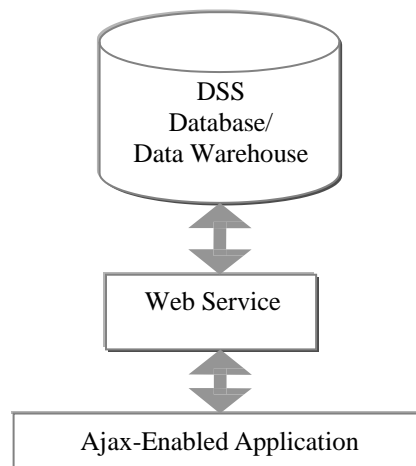 DSS
Database/
Data Warehouse
Web Service
Ajax-Enabled Application